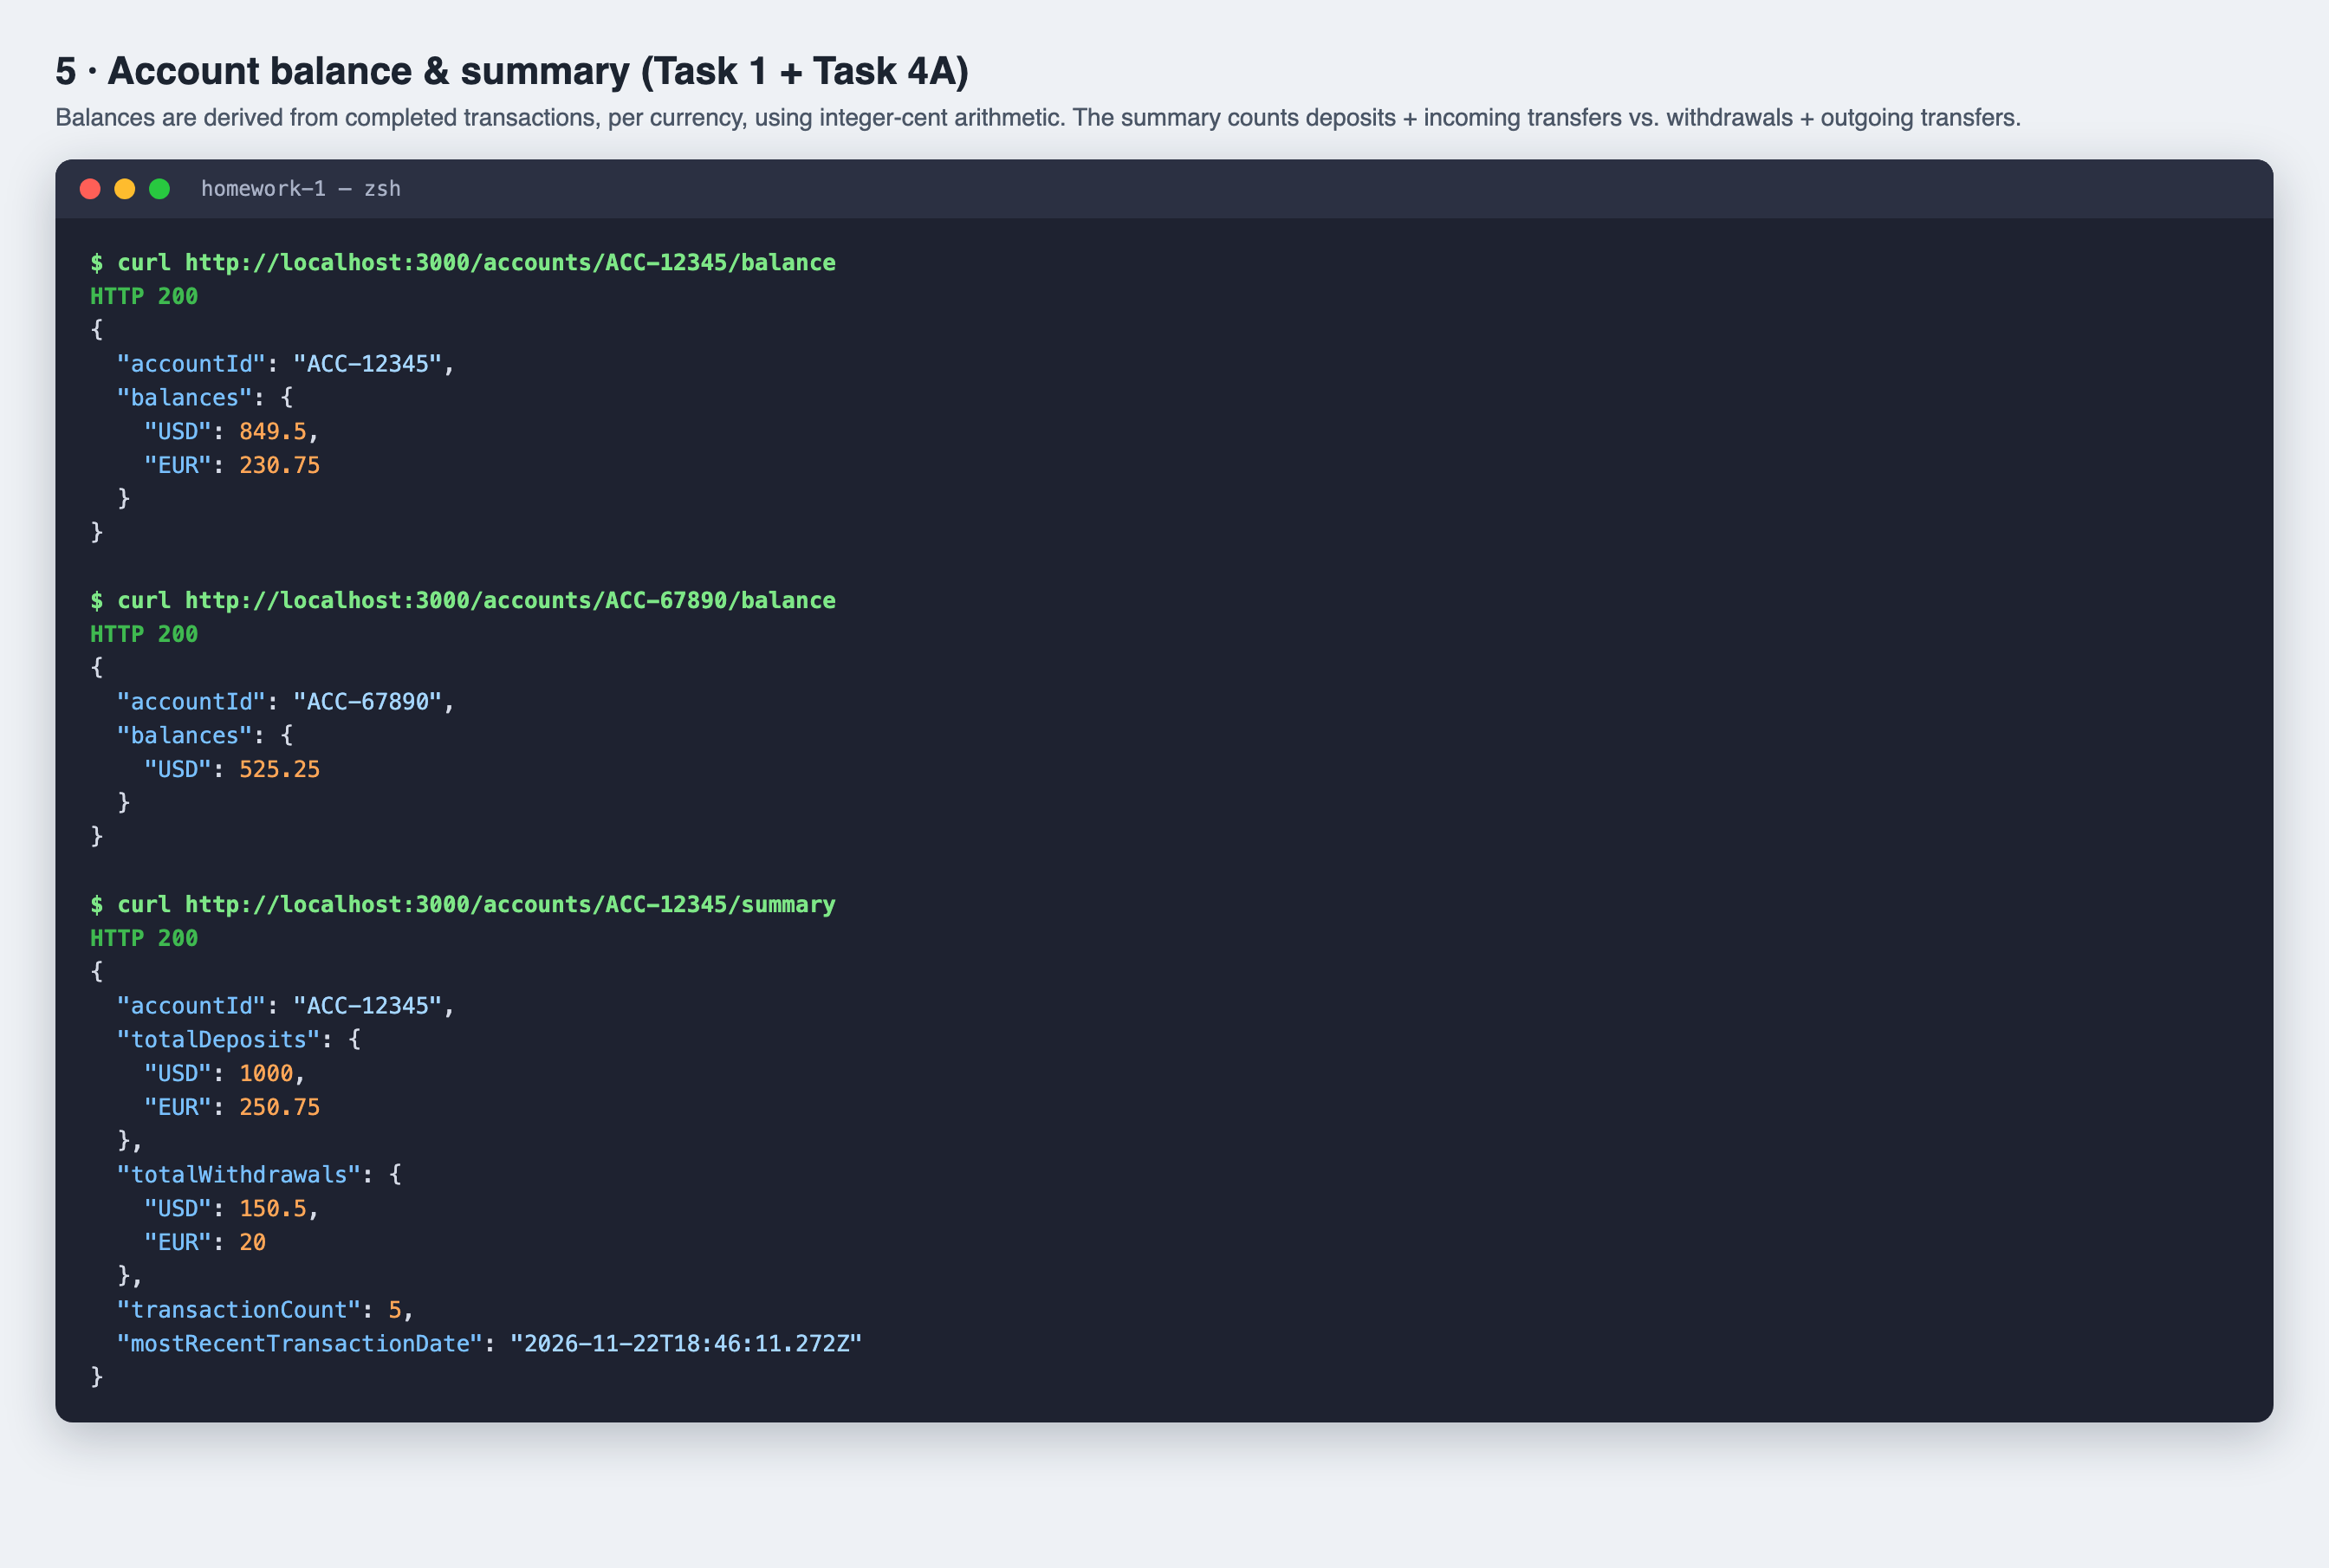 5 · Account balance & summary (Task 1 + Task 4A)
Balances are derived from completed transactions, per currency, using integer-cent arithmetic. The summary counts deposits + incoming transfers vs. withdrawals + outgoing transfers.
homework-1 — zsh
$ curl http://localhost:3000/accounts/ACC-12345/balance
HTTP 200
{
  "accountId": "ACC-12345",
  "balances": {
    "USD": 849.5,
    "EUR": 230.75
  }
}
$ curl http://localhost:3000/accounts/ACC-67890/balance
HTTP 200
{
  "accountId": "ACC-67890",
  "balances": {
    "USD": 525.25
  }
}
$ curl http://localhost:3000/accounts/ACC-12345/summary
HTTP 200
{
  "accountId": "ACC-12345",
  "totalDeposits": {
    "USD": 1000,
    "EUR": 250.75
  },
  "totalWithdrawals": {
    "USD": 150.5,
    "EUR": 20
  },
  "transactionCount": 5,
  "mostRecentTransactionDate": "2026-11-22T18:46:11.272Z"
}